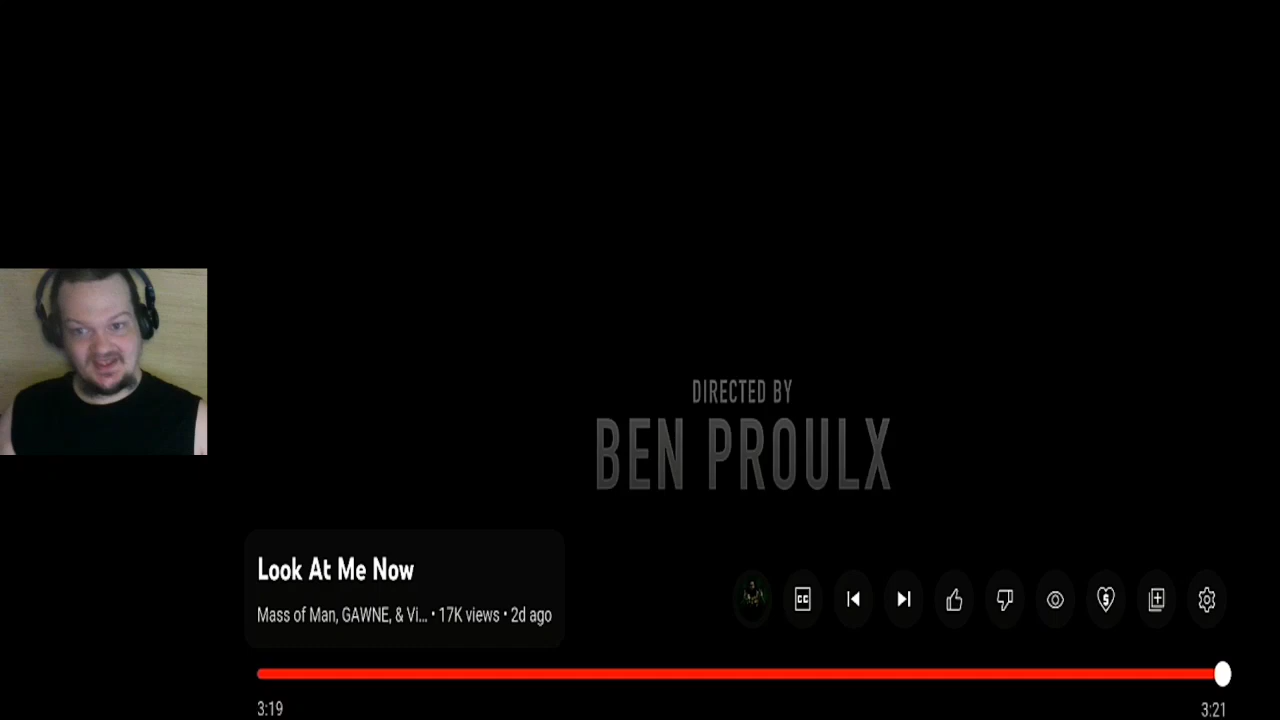 DIRECTED BY
BEN PROULX
Look At Me Now
Mass of Man, GAWNE, & Vi... • 17K views • 2d ago
CC
$
3:19
3:21